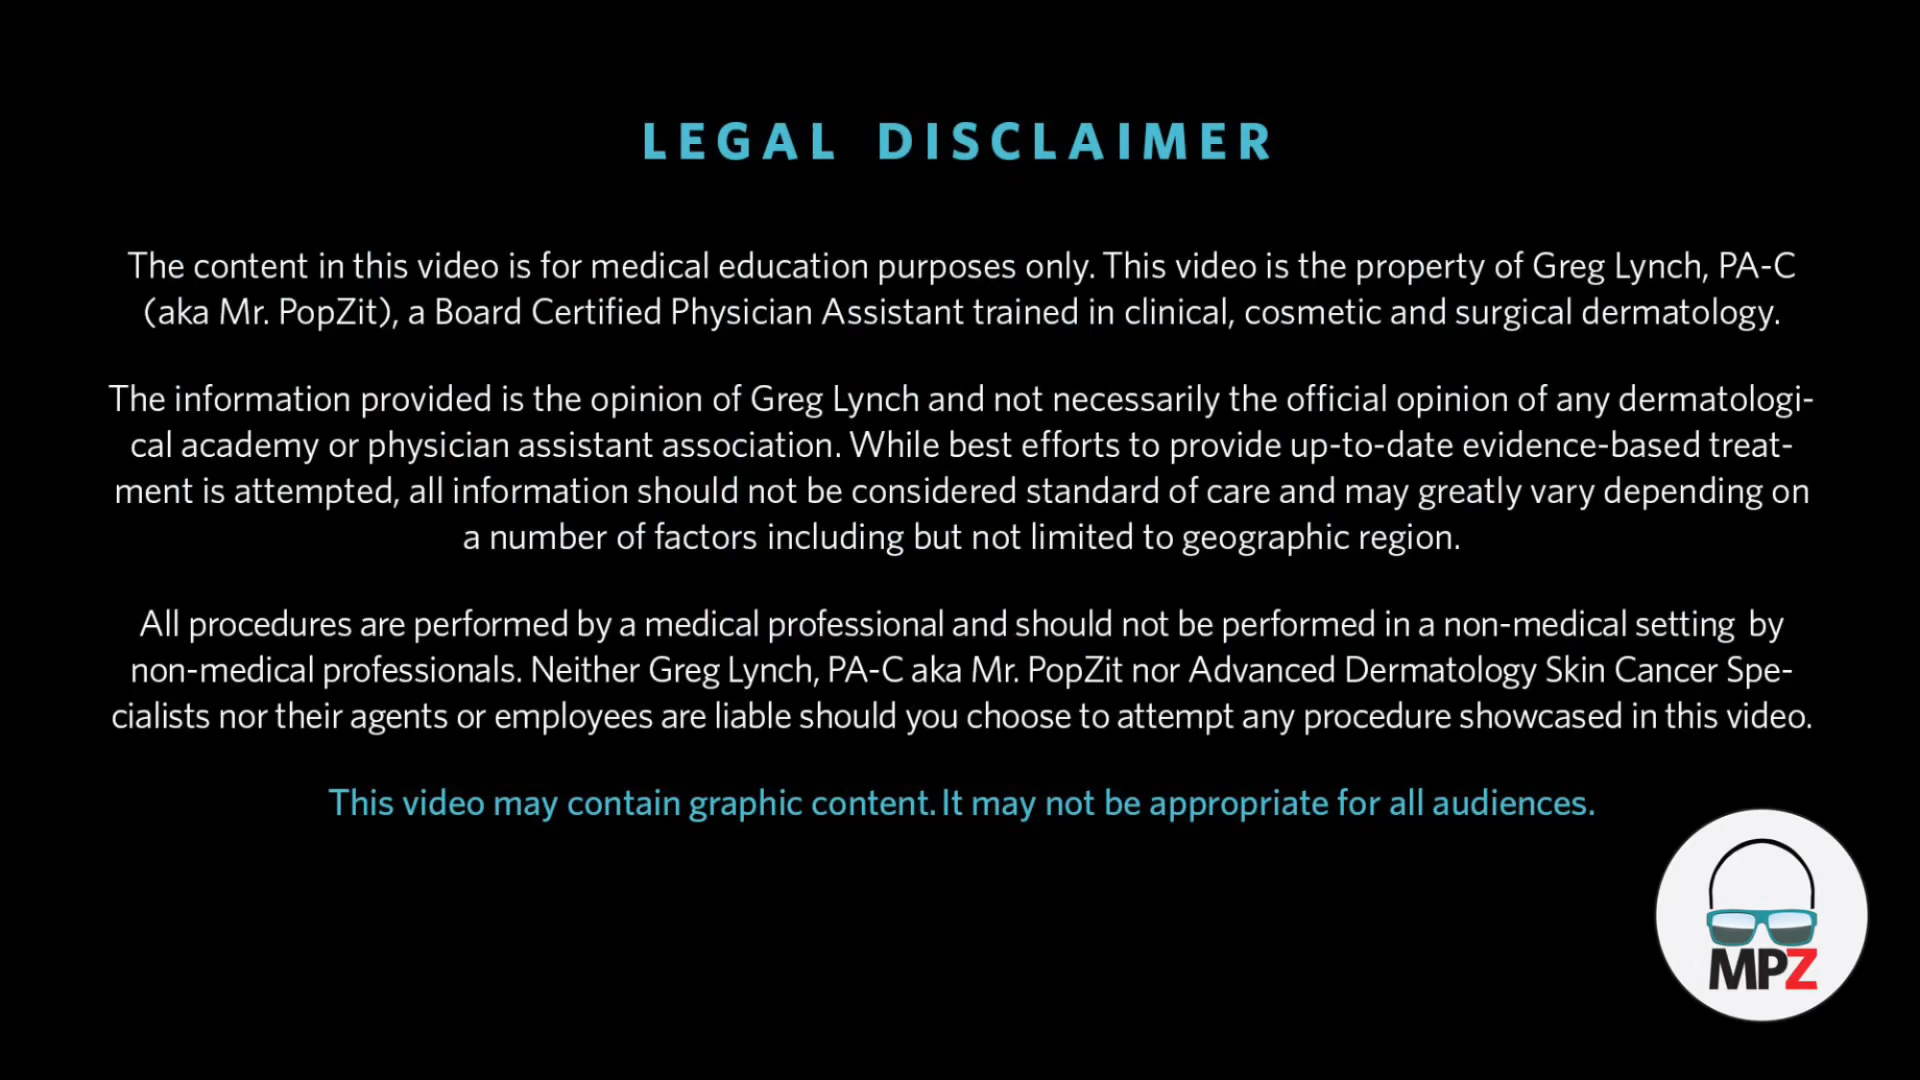 LEGAL DISCLAIMER
The content in this video is for medical education purposes only. This video is the property of Greg Lynch, PA-C
(aka Mr. PopZit), a Board Certified Physician Assistant trained in clinical, cosmetic and surgical dermatology.
The information provided is the opinion of Greg Lynch and not necessarily the official opinion of any dermatologi-
cal academy or physician assistant association. While best efforts to provide up-to-date evidence-based treat-
ment is attempted, all information should not be considered standard of care and may greatly vary depending on
a number of factors including but not limited to geographic region.
All procedures are performed by a medical professional and should not be performed in a non-medical setting by
non-medical professionals. Neither Greg Lynch, PA-C aka Mr. PopZit nor Advanced Dermatology Skin Cancer Spe-
cialists nor their agents or employees are liable should you choose to attempt any procedure showcased in this video.
This video may contain graphic content. It may not be appropriate for all audiences.
MPZ